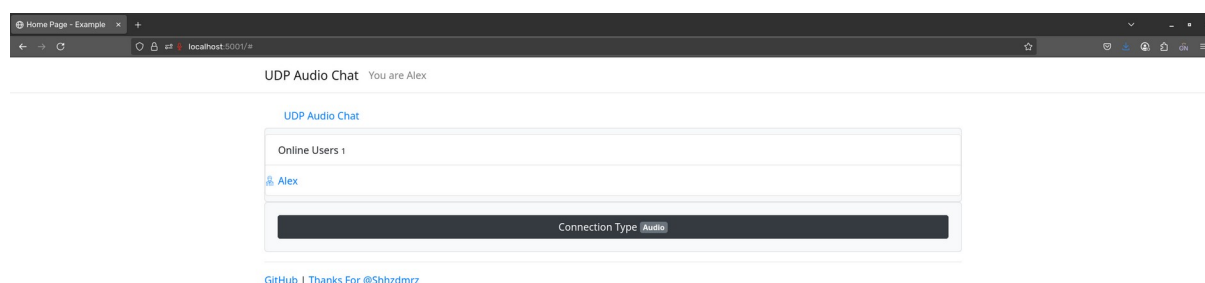 Home Page - Example
localhost:5001/#
UDP Audio Chat You are Alex
UDP Audio Chat
Online Users 1
Alex
Connection Type Audio
GitHub | Thanks For @Shhzdmrz